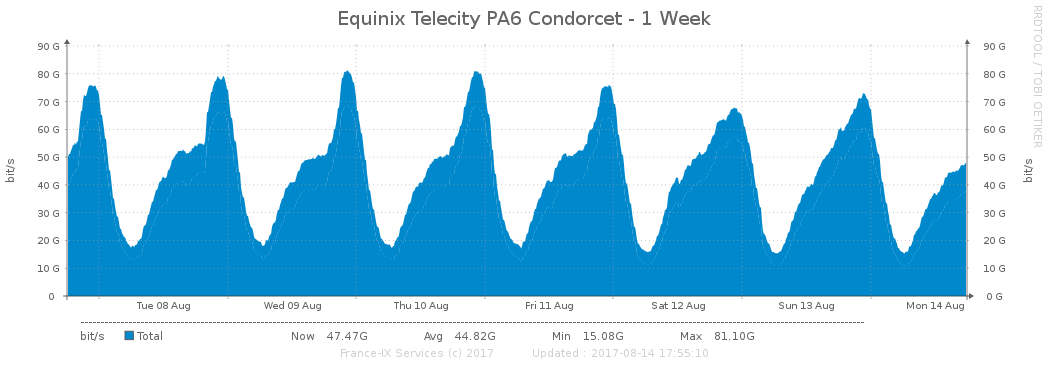 Equinix Telecity PA6 Condorcet - 1 Week
RRDTOOL / TOBI OETIKER
90 G 90 G
80 G 80 G
70 G 70 G
60 G 60 G
50 G 50 G
40 G 40 G
30 G 30 G
20 G 20 G
10 G 10 G
0 0 G
bit/s bit/s
Tue 08 Aug Wed 09 Aug Thu 10 Aug Fri 11 Aug Sat 12 Aug Sun 13 Aug Mon 14 Aug
bit/s Total Now 47.47G Avg 44.82G Min 15.08G Max 81.10G
France-IX Services (c) 2017 Updated : 2017-08-14 17:55:10